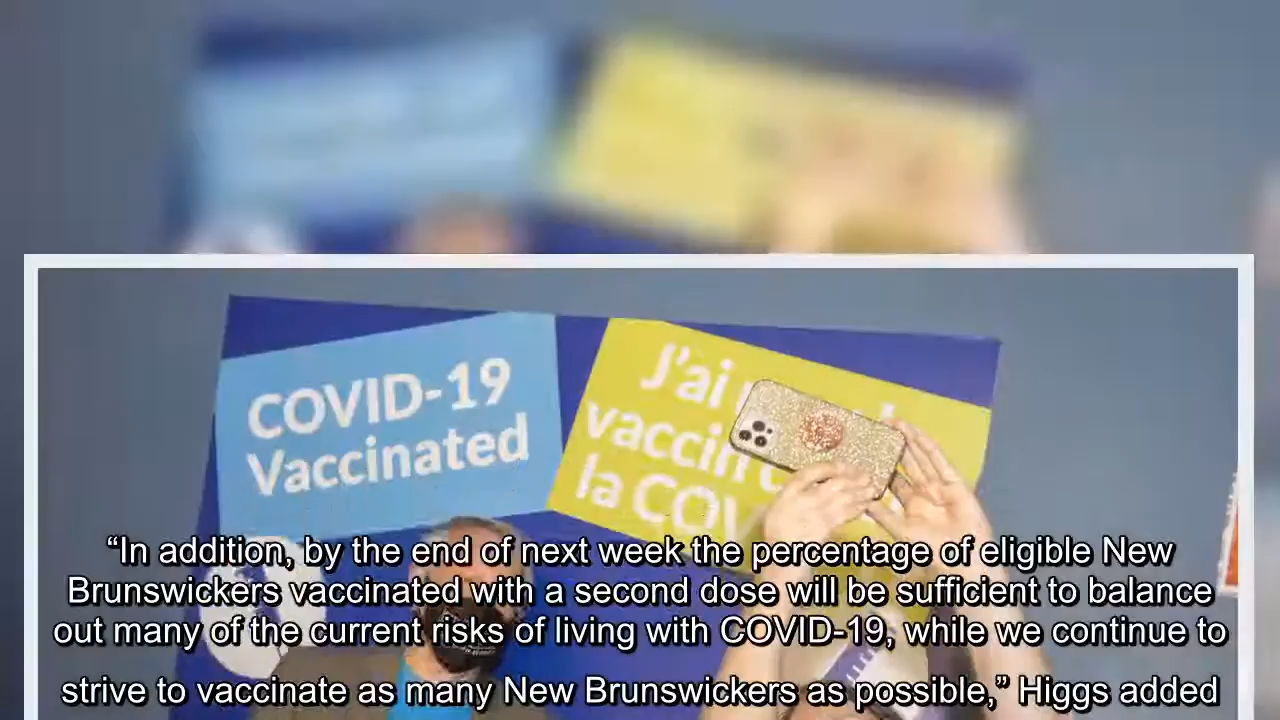 COVID-19
Vaccinated
J'ai
vaccin
la COV
“In addition, by the end of next week the percentage of eligible New
Brunswickers vaccinated with a second dose will be sufficient to balance
out many of the current risks of living with COVID-19, while we continue to
strive to vaccinate as many New Brunswickers as possible,” Higgs added